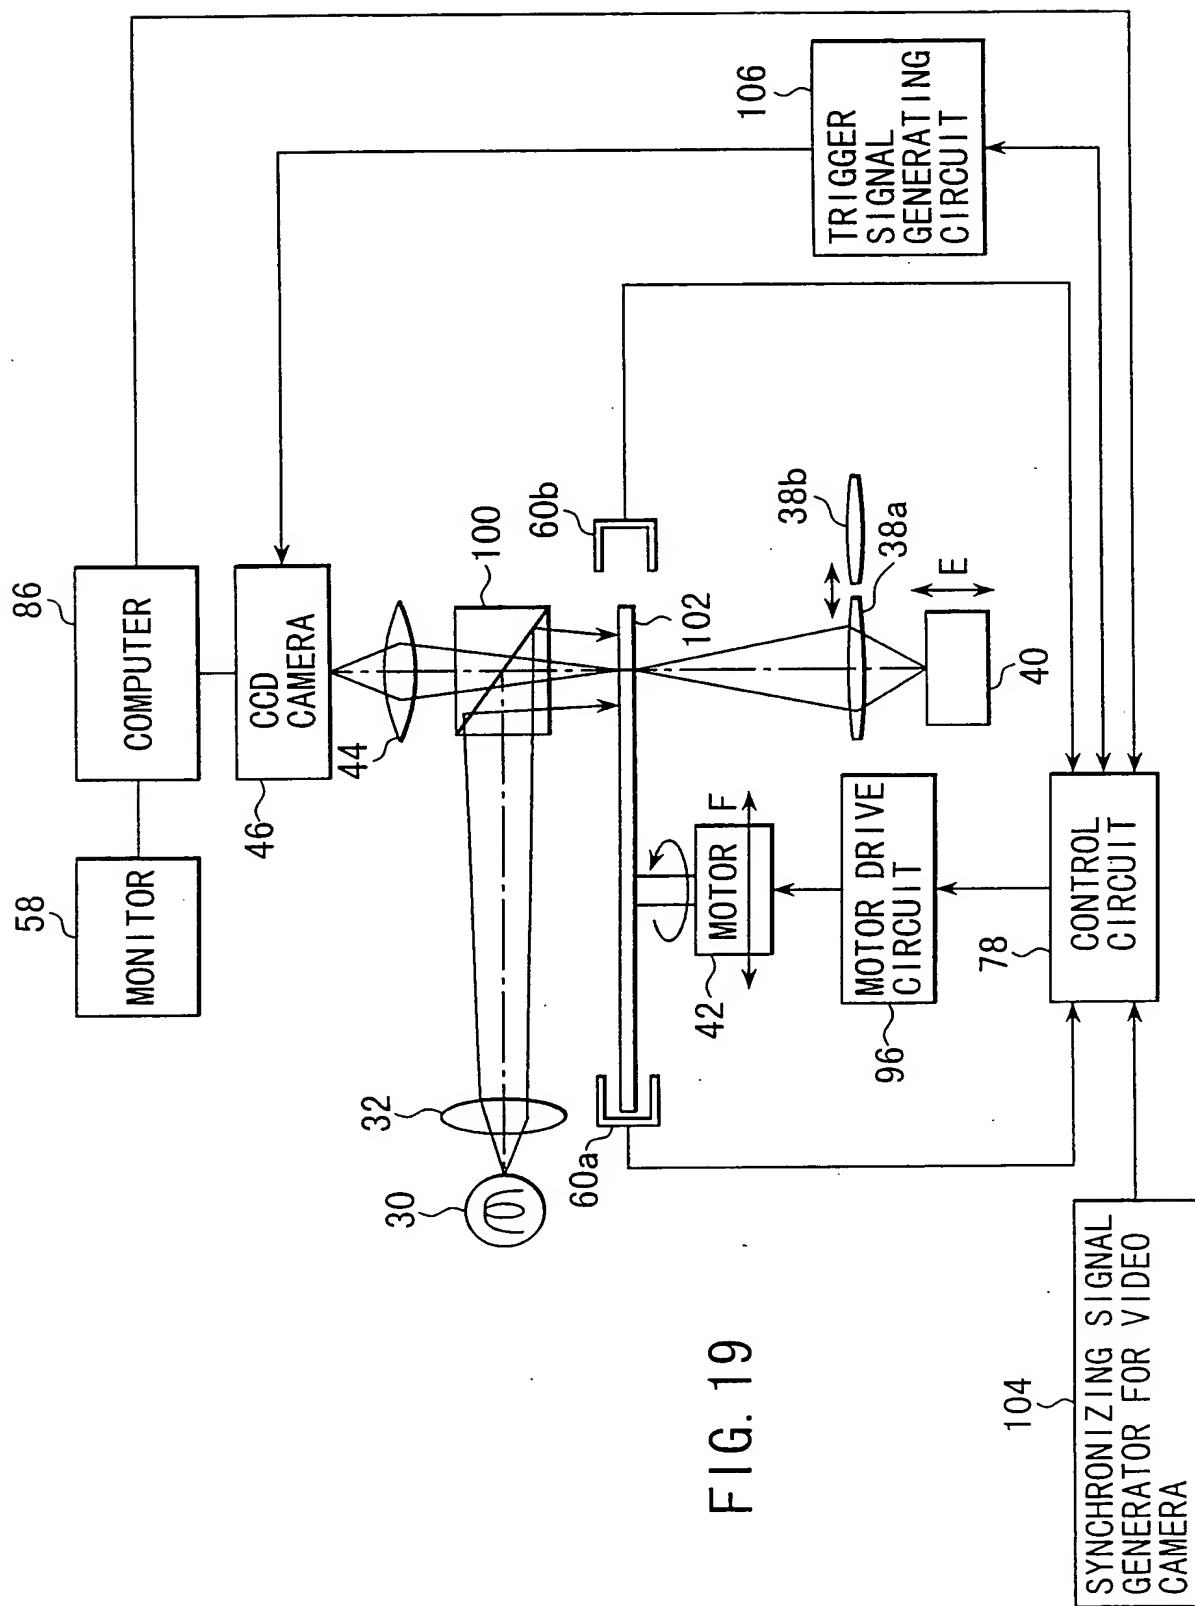 FIG. 19
58
MONITOR
86
COMPUTER
46
CCD
CAMERA
44
106
TRIGGER
SIGNAL
GENERATING
CIRCUIT
30
32
100
60a
60b
102
42
MOTOR
F
38b
38a
E
40
96
MOTOR DRIVE
CIRCUIT
78
CONTROL
CIRCUIT
104
SYNCHRONIZING SIGNAL
GENERATOR FOR VIDEO
CAMERA